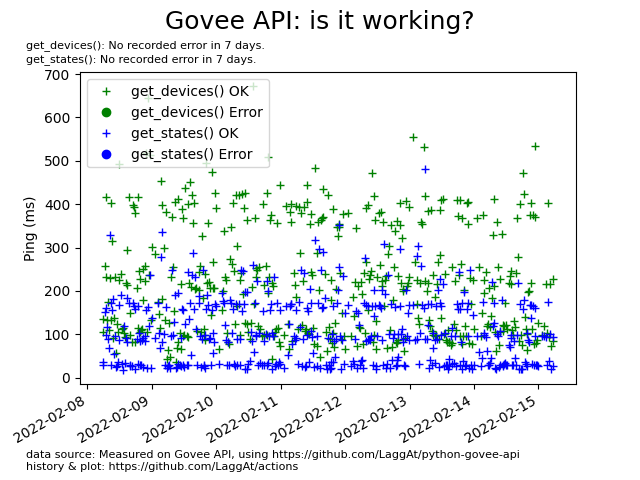 Govee API: is it working?
get_devices(): No recorded error in 7 days.
get_states(): No recorded error in 7 days.
get_devices() OK
get_devices() Error
get_states() OK
get_states() Error
Ping (ms)
700
600
500
400
300
200
100
0
2022-02-08
2022-02-09
2022-02-10
2022-02-11
2022-02-12
2022-02-13
2022-02-14
2022-02-15
data source: Measured on Govee API, using https://github.com/LaggAt/python-govee-api
history & plot: https://github.com/LaggAt/actions